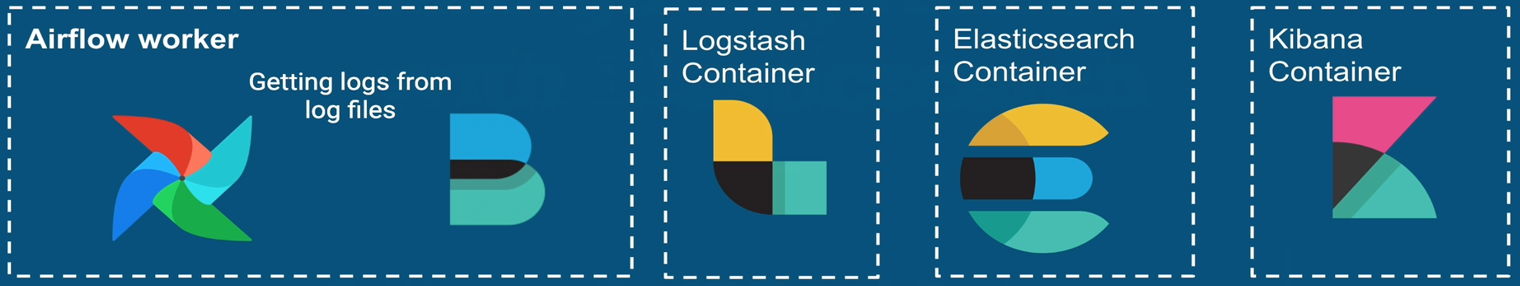 Airflow worker
Getting logs from
log files
Logstash
Container
Elasticsearch
Container
Kibana
Container